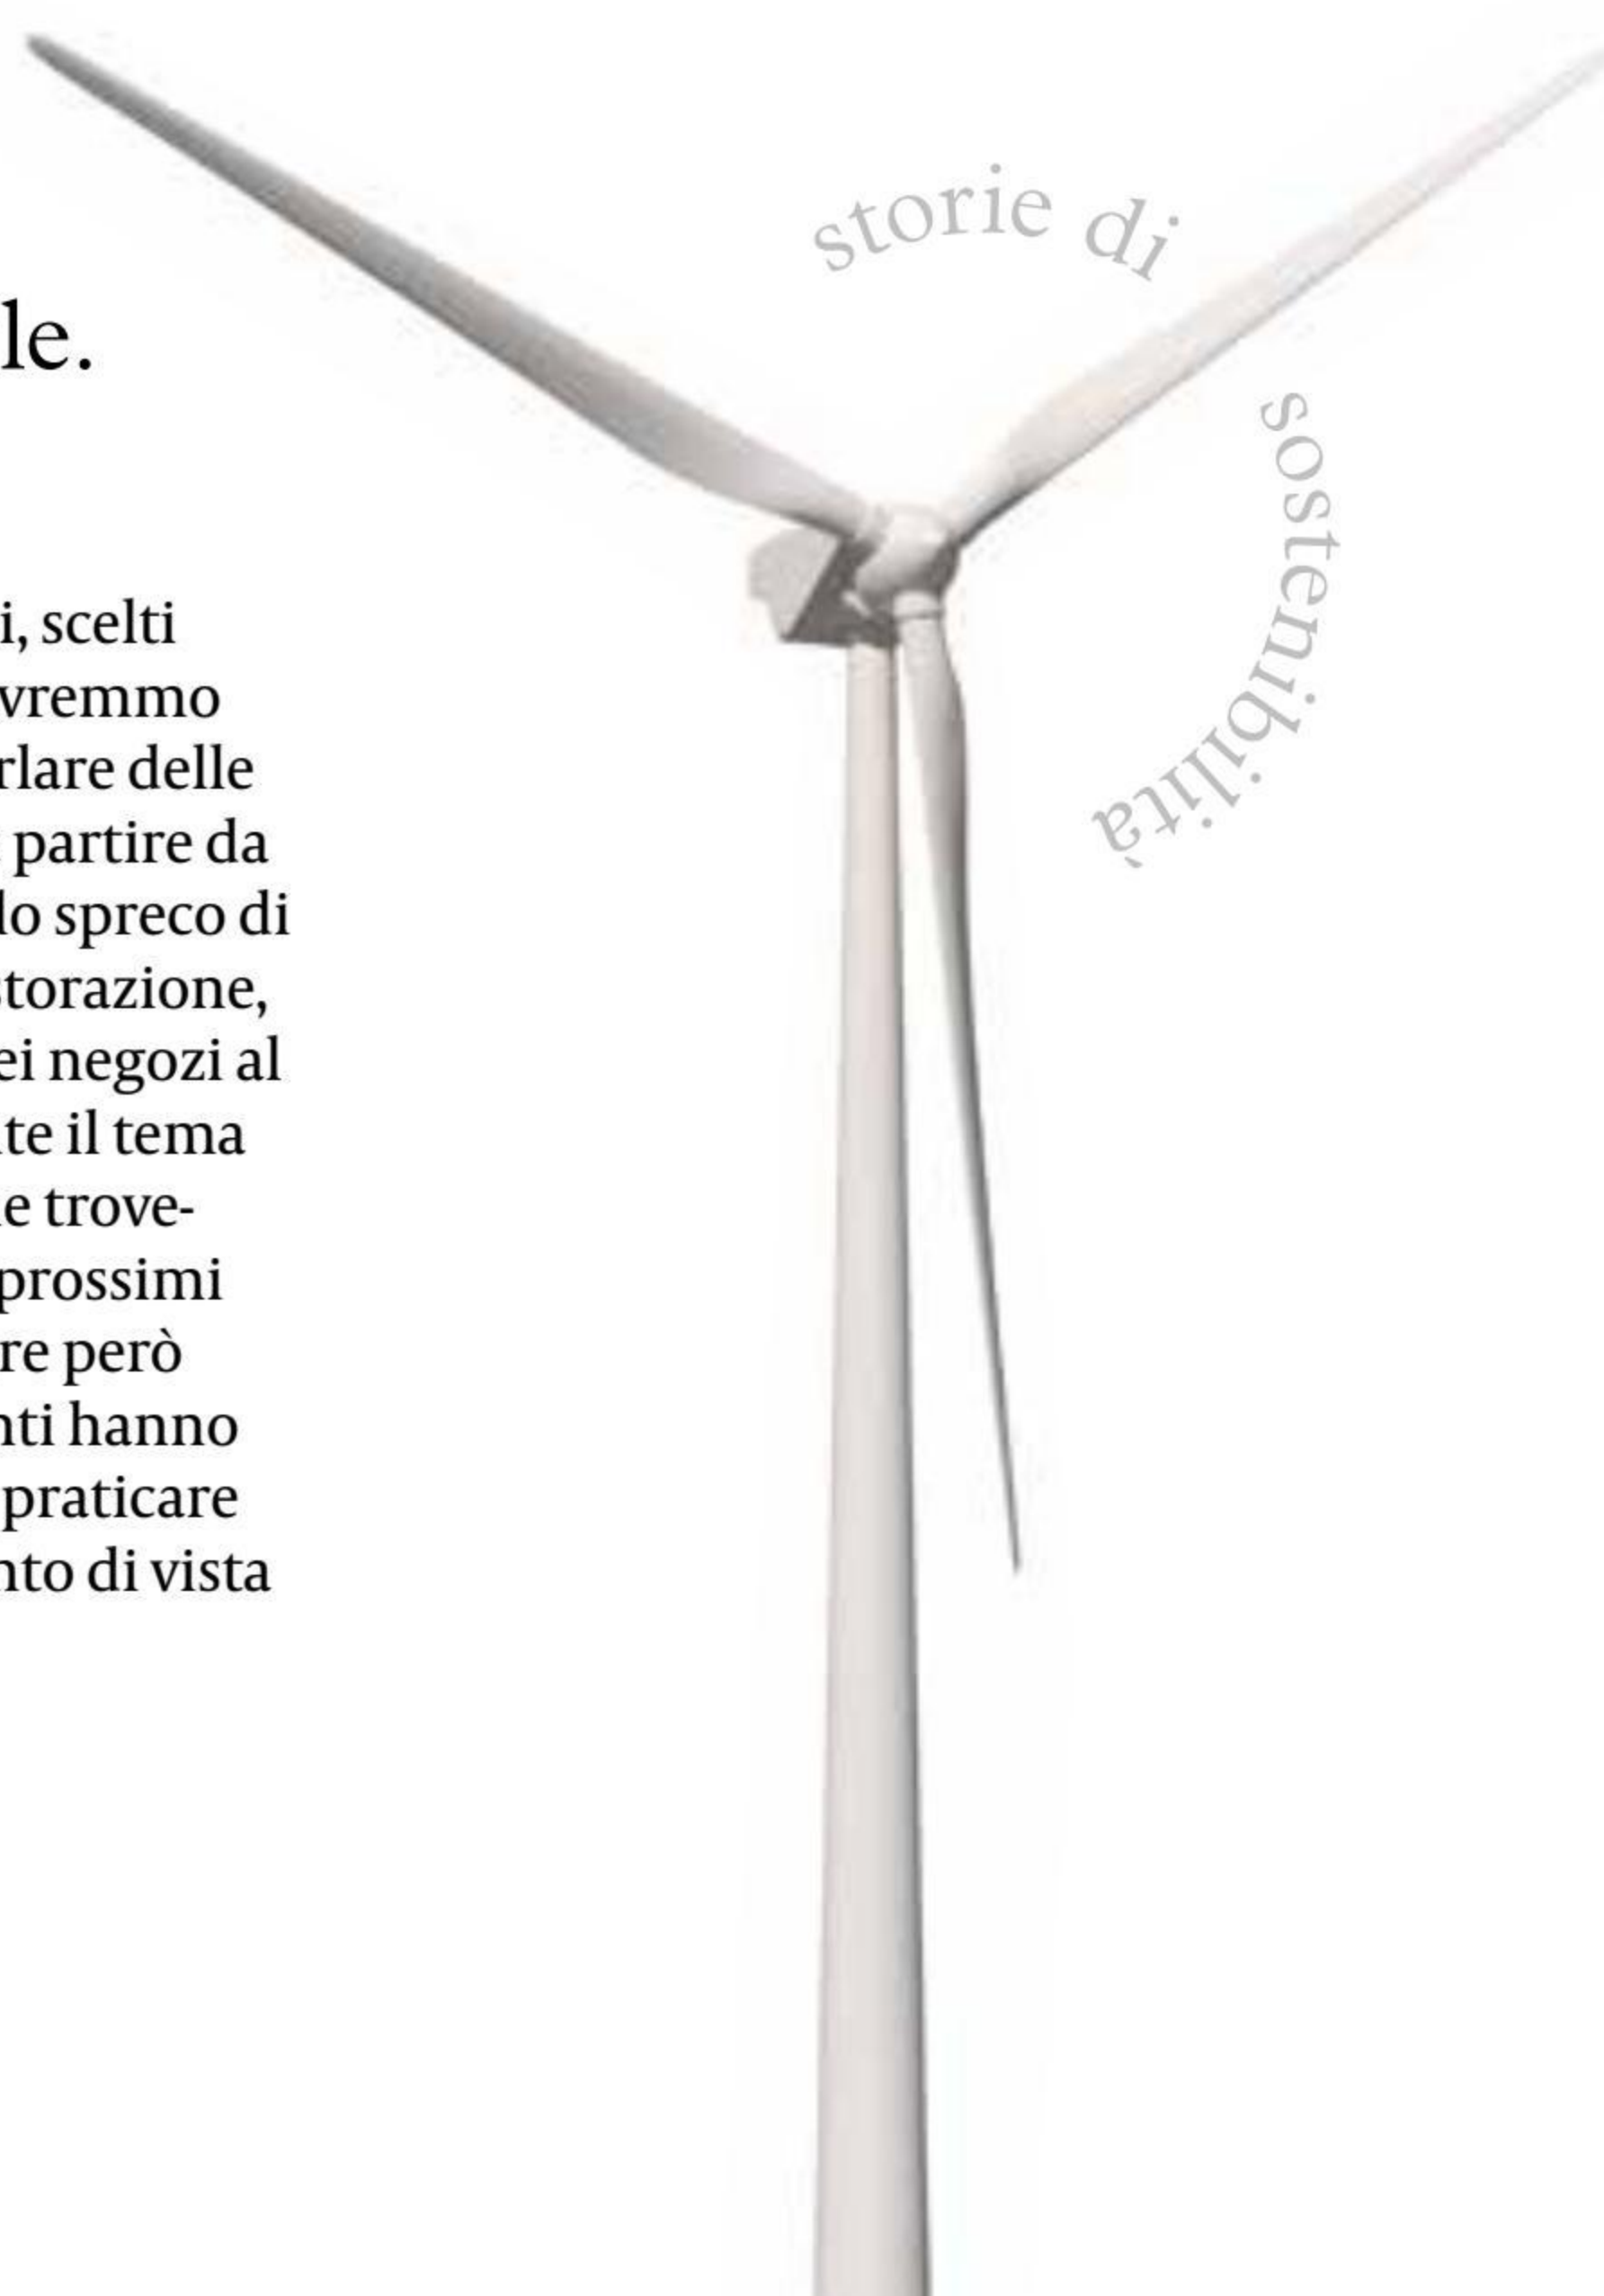 le.
i, scelti
vremmo
rlare delle
partire da
lo spreco di
storazione,
ei negozi al
te il tema
e trove-
prossimi
re però
nti hanno
praticare
nto di vista
storie di
sostenibilità